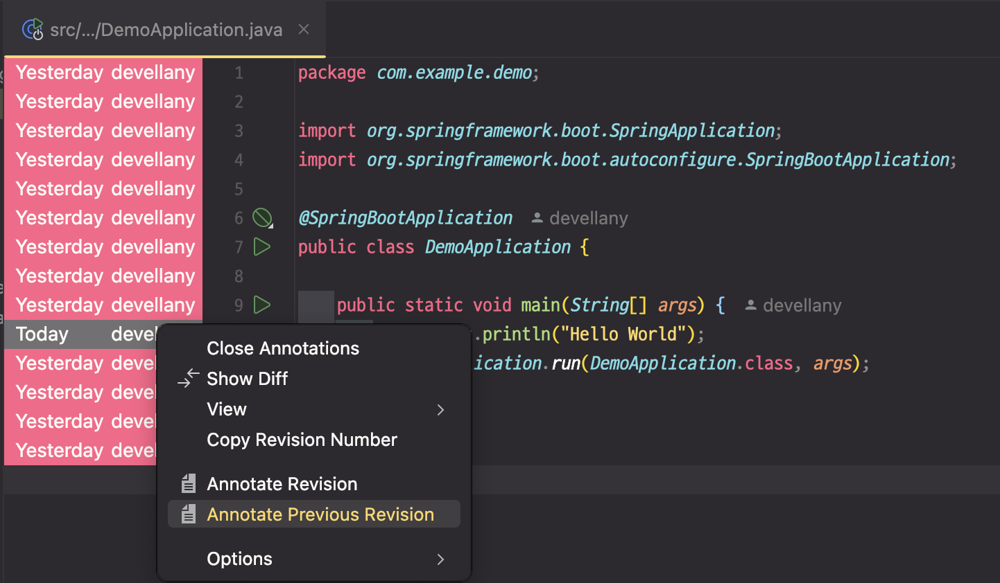 src/.../DemoApplication.java
Yesterday devellany 1 package com.example.demo;
Yesterday devellany 2
Yesterday devellany 3 import org.springframework.boot.SpringApplication;
Yesterday devellany 4 import org.springframework.boot.autoconfigure.SpringBootApplication;
Yesterday devellany 5
Yesterday devellany 6 @SpringBootApplication devellany
Yesterday devellany 7 public class DemoApplication {
Yesterday devellany 8
Yesterday devellany 9 public static void main(String[] args) { devellany
Today devel .println("Hello World");
Yesterday devel ication.run(DemoApplication.class, args);
Yesterday devel
Yesterday devel
Yesterday devel
Close Annotations
Show Diff
View
Copy Revision Number
Annotate Revision
Annotate Previous Revision
Options